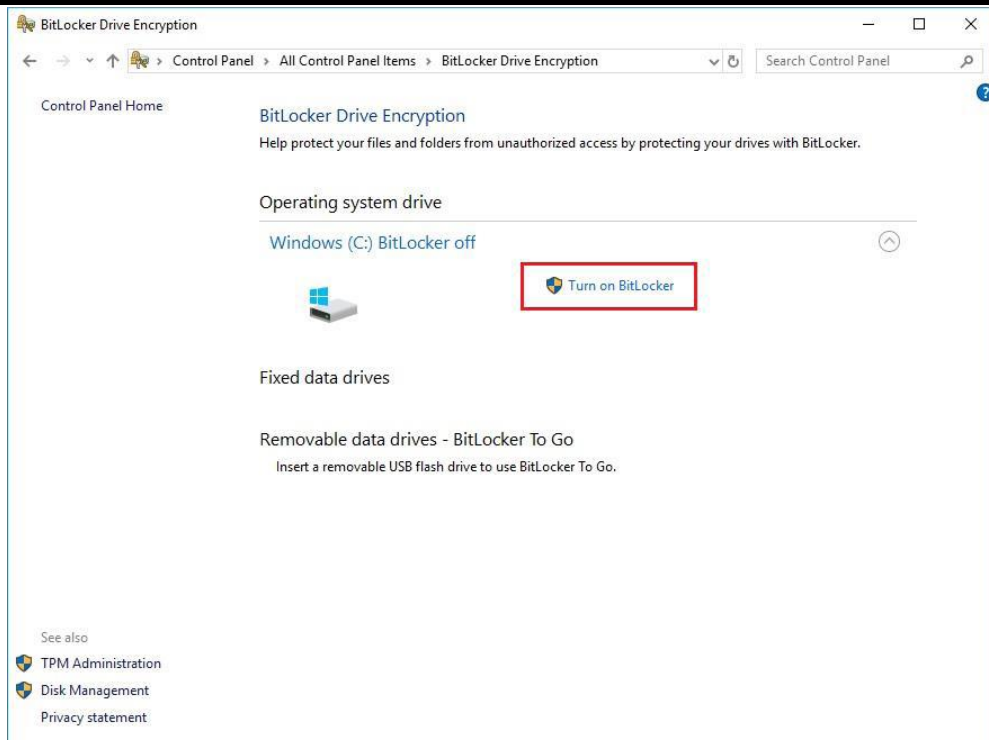 BitLocker Drive Encryption
Control Panel > All Control Panel Items > BitLocker Drive Encryption
Search Control Panel
?
Control Panel Home
BitLocker Drive Encryption
Help protect your files and folders from unauthorized access by protecting your drives with BitLocker.
Operating system drive
Windows (C:) BitLocker off
Turn on BitLocker
Fixed data drives
Removable data drives - BitLocker To Go
Insert a removable USB flash drive to use BitLocker To Go.
See also
TPM Administration
Disk Management
Privacy statement